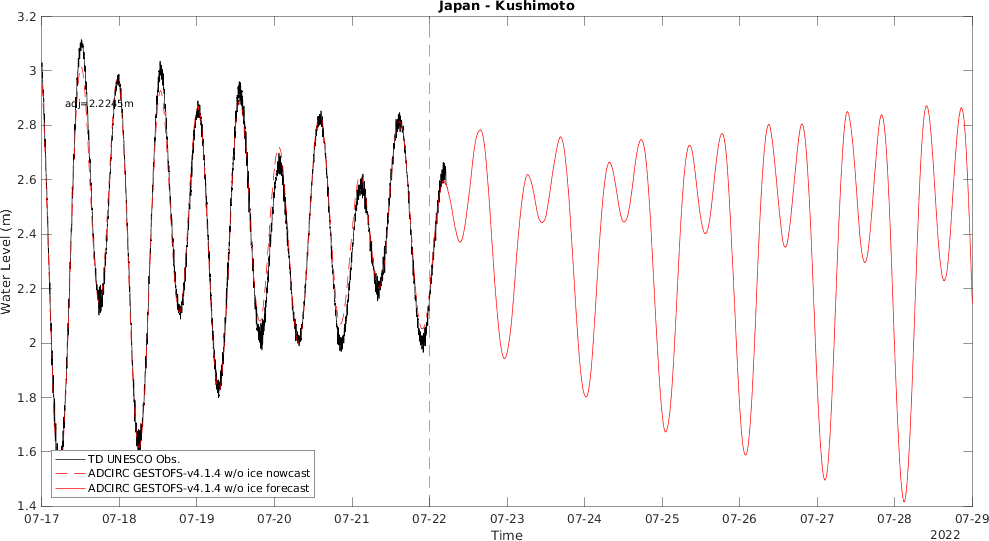 Japan - Kushimoto
3.2
3
2.8
2.6
2.4
2.2
2
1.8
1.6
1.4
Water Level (m)
adj=2.2245m
TD UNESCO Obs.
ADCIRC GESTOFS-v4.1.4 w/o ice nowcast
ADCIRC GESTOFS-v4.1.4 w/o ice forecast
07-17 07-18 07-19 07-20 07-21 07-22 07-23 07-24 07-25 07-26 07-27 07-28 07-29
Time
2022